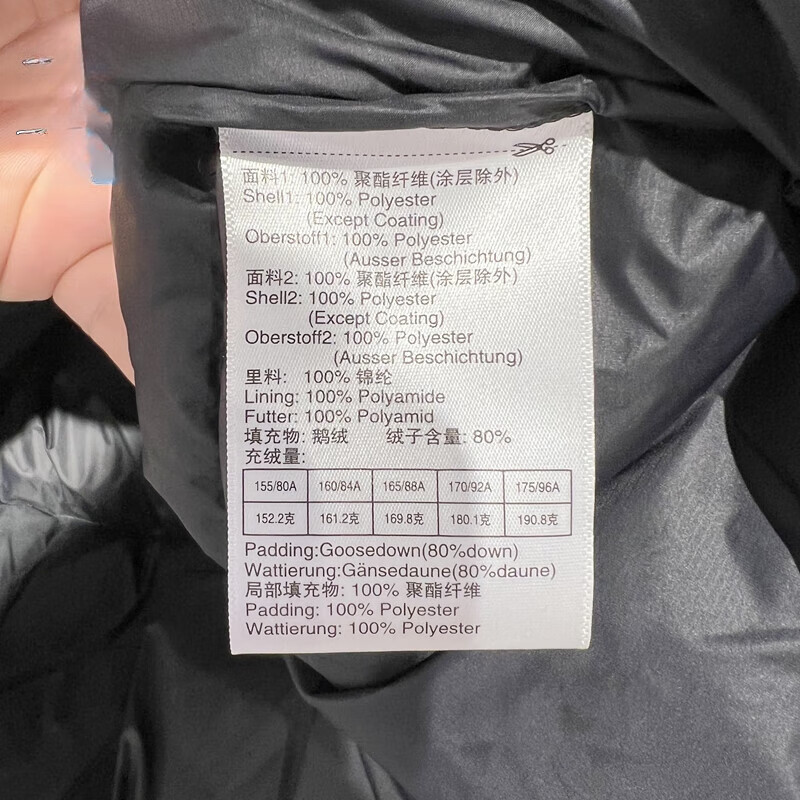 面料1: 100% 聚酯纤维(涂层除外)
Shell1: 100% Polyester
(Except Coating)
Oberstoff1: 100% Polyester
(Ausser Beschichtung)
面料2: 100% 聚酯纤维(涂层除外)
Shell2: 100% Polyester
(Except Coating)
Oberstoff2: 100% Polyester
(Ausser Beschichtung)
里料: 100% 锦纶
Lining: 100% Polyamide
Futter: 100% Polyamid
填充物: 鹅绒 绒子含量: 80%
充绒量:
155/80A 160/84A 165/88A 170/92A 175/96A
152.2克 161.2克 169.8克 180.1克 190.8克
Padding:Goosedown(80%down)
Wattierung:Gänsedaune(80%daune)
局部填充物: 100% 聚酯纤维
Padding: 100% Polyester
Wattierung: 100% Polyester